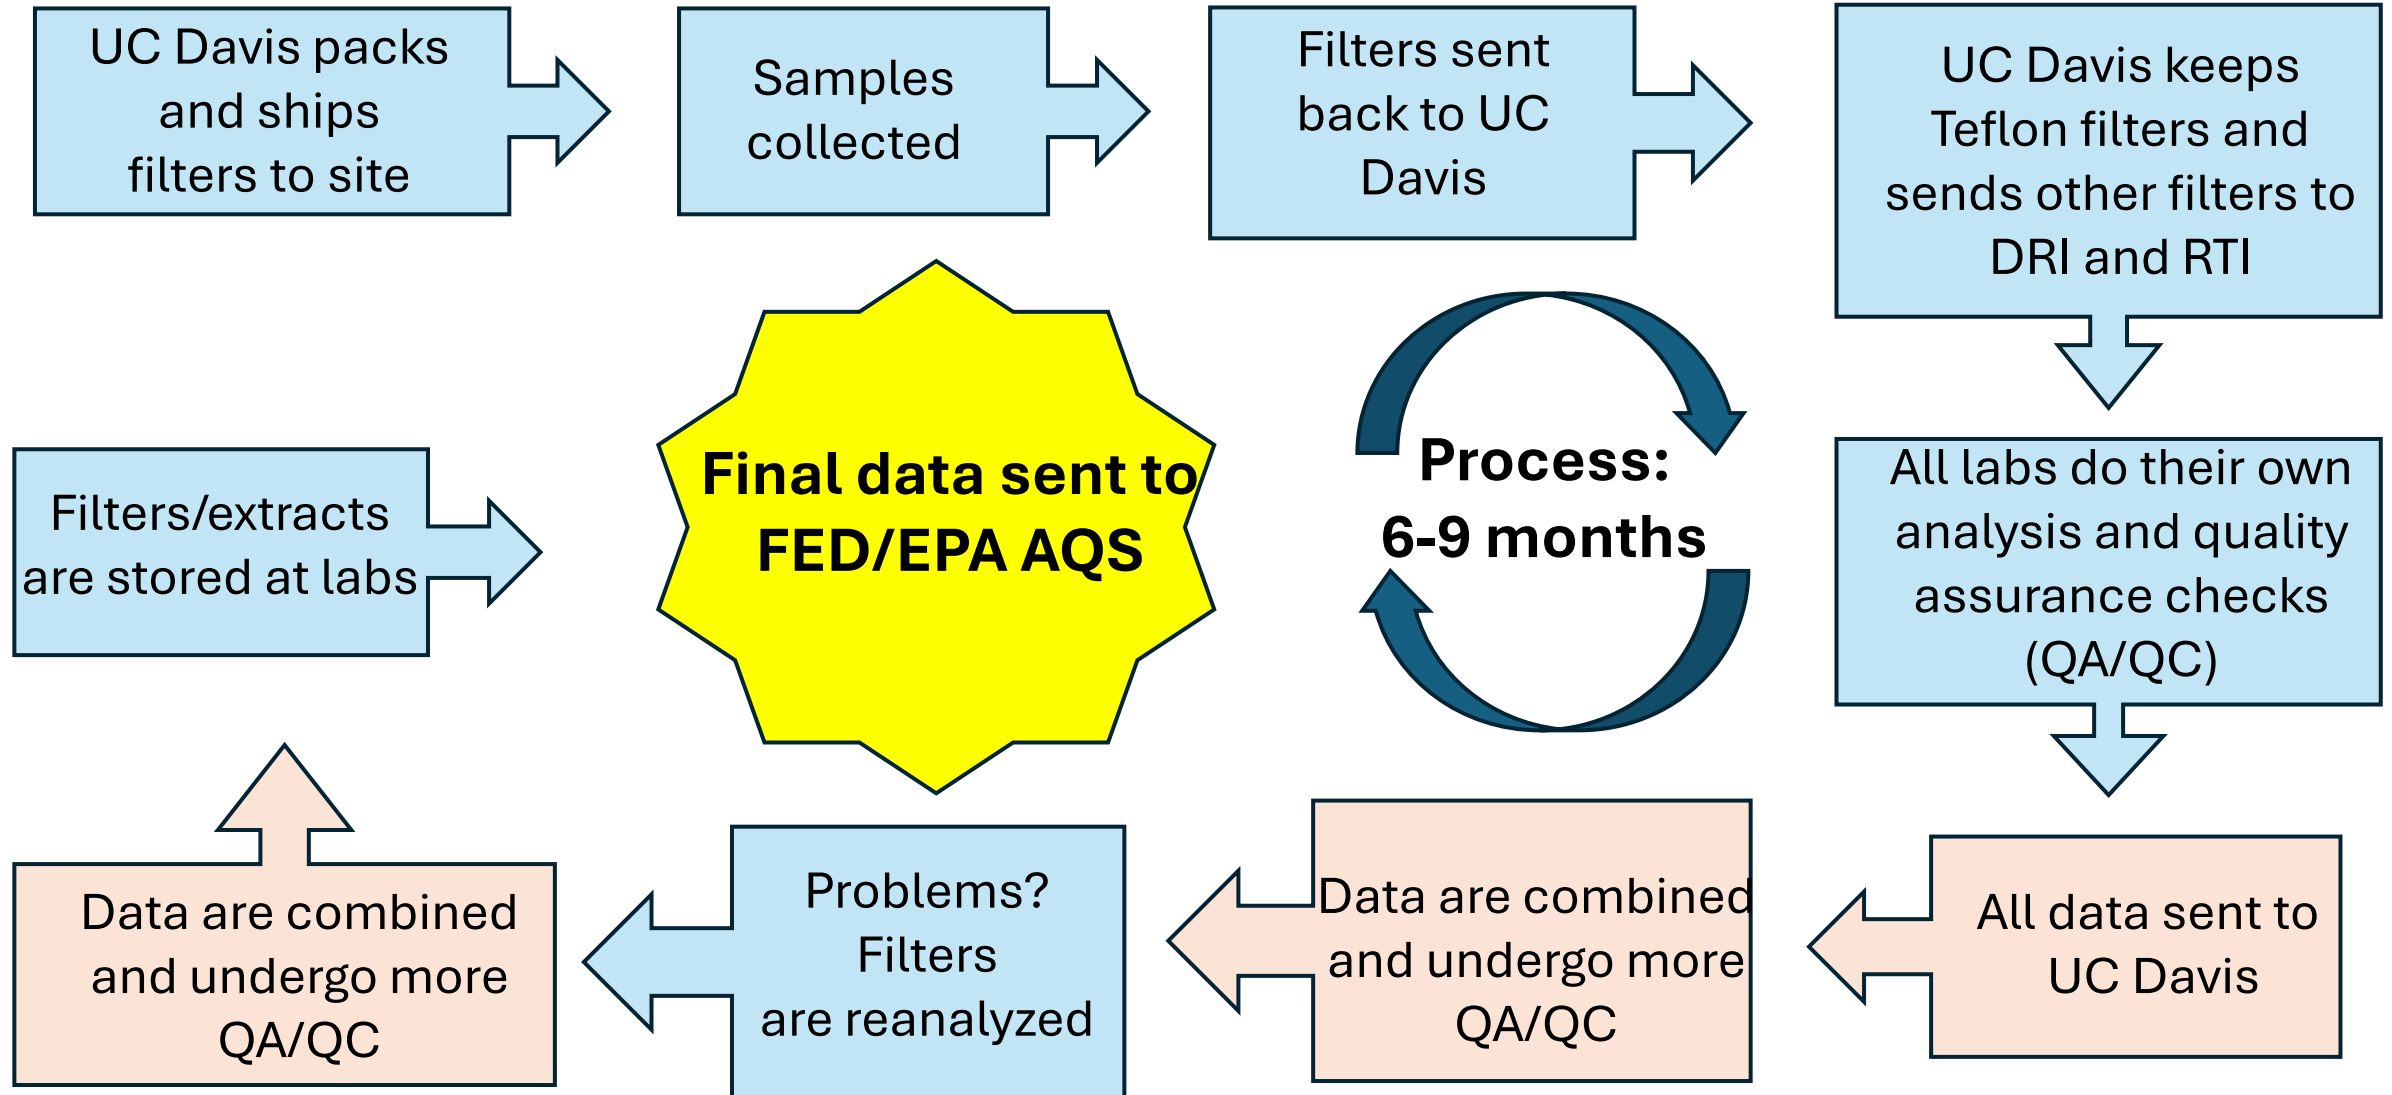 UC Davis packs
and ships
filters to site
Samples
collected
Filters sent
back to UC
Davis
UC Davis keeps
Teflon filters and
sends other filters to
DRI and RTI
All labs do their own
analysis and quality
assurance checks
(QA/QC)
All data sent to
UC Davis
Data are combined
and undergo more
QA/QC
Problems?
Filters
are reanalyzed
Data are combined
and undergo more
QA/QC
Filters/extracts
are stored at labs
Final data sent to
FED/EPA AQS
Process:
6-9 months